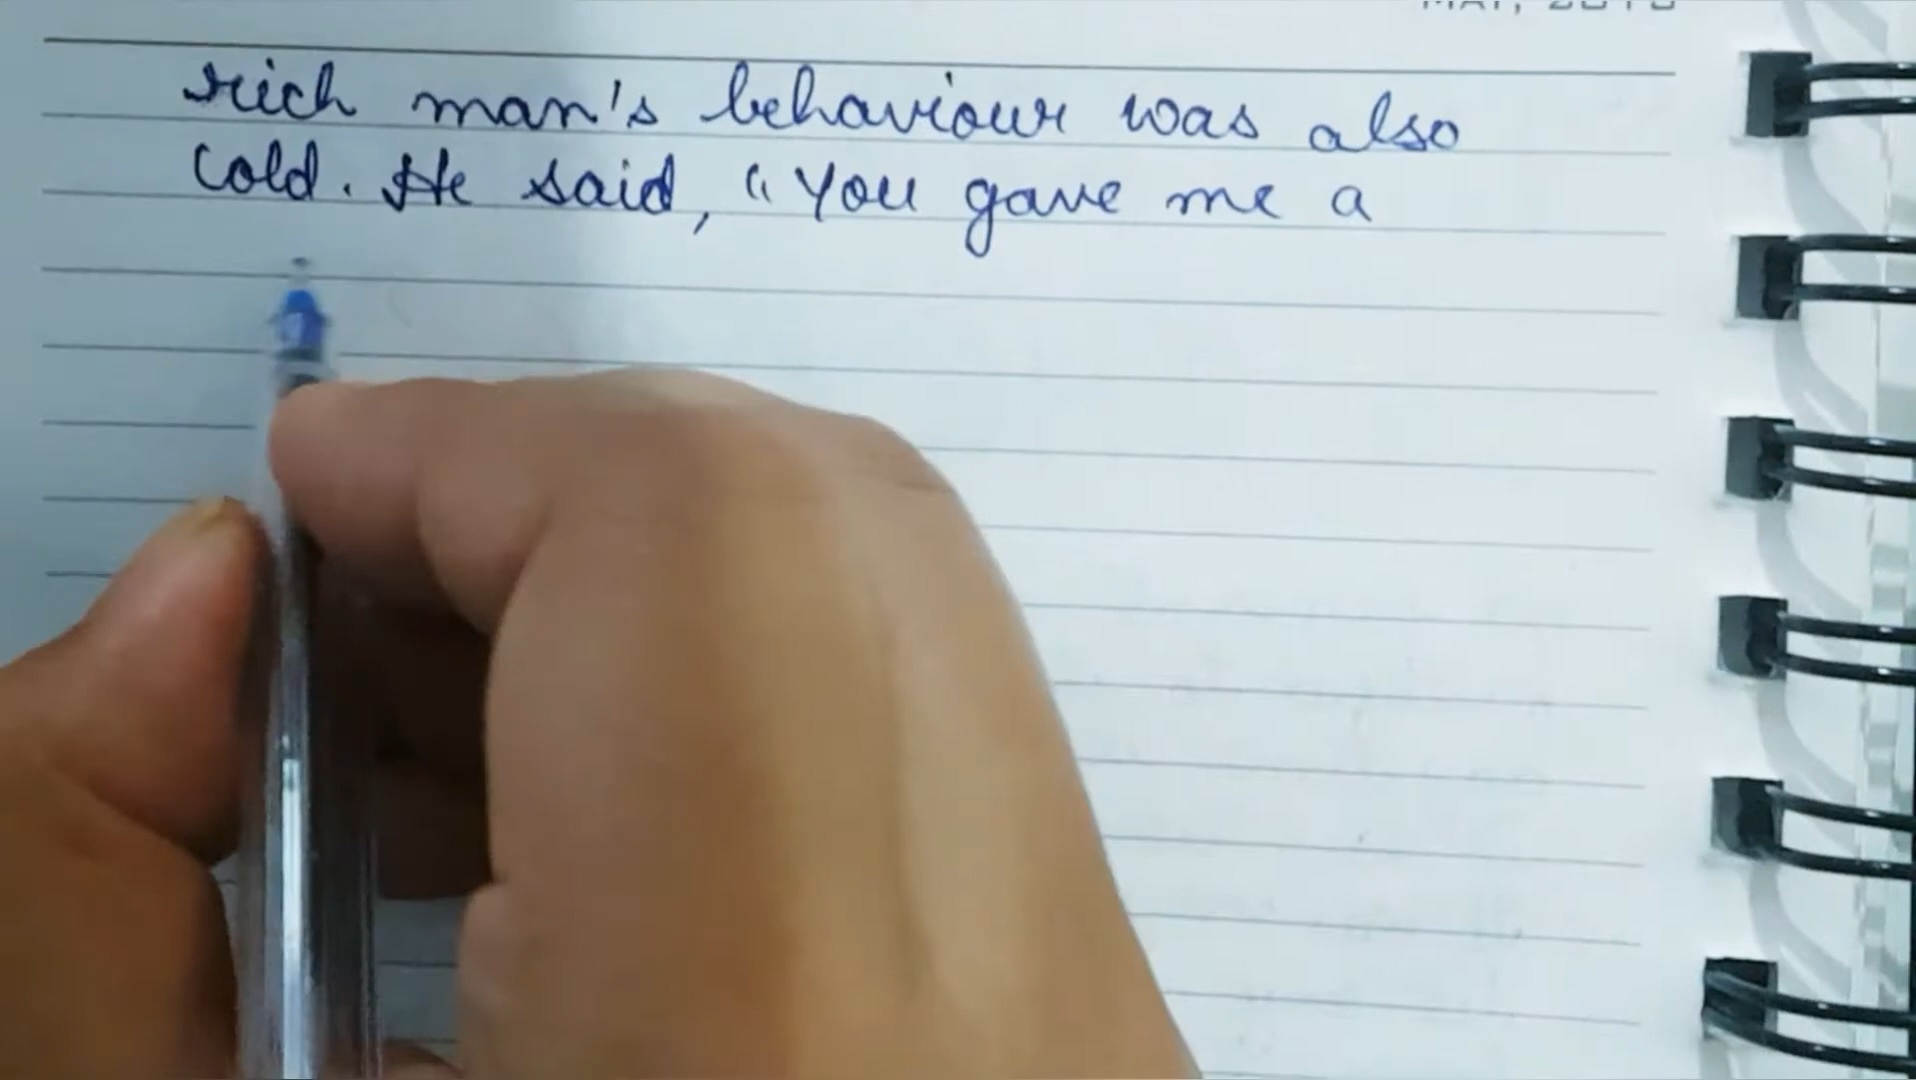 rich man's behaviour was also
cold. He said, "You gave me a